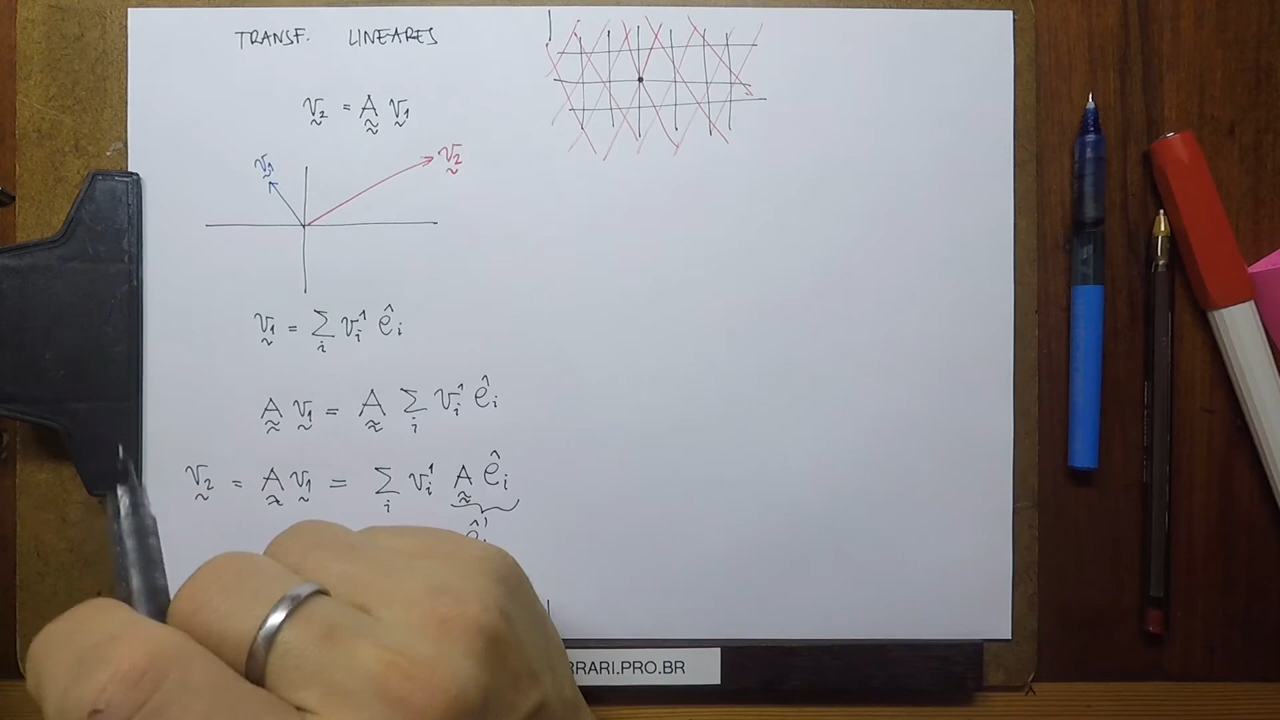 TRANSF. LINEARES
v₂ = A v₁
v₁
v₂
v₁ = Σᵢ vᵢ¹ êᵢ
A v₁ = A Σᵢ vᵢ¹ êᵢ
v₂ = A v₁ = Σᵢ vᵢ¹ A êᵢ
RRARI.PRO.BR